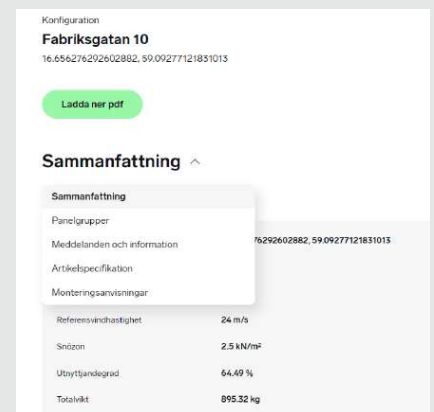 Konfiguration
Fabriksgatan 10
16.656276292602882, 59.09277121831013
Ladda ner pdf
Sammanfattning
Sammanfattning
Panelgrupper
Meddelanden och information
76292602882, 59.09277121831013
Artikelspecifikation
Monteringsanvisningar
Referensvindhastighet 24 m/s
Snözon 2.5 kN/m²
Utnyttjandegrad 64.49 %
Totalvikt 895.32 kg